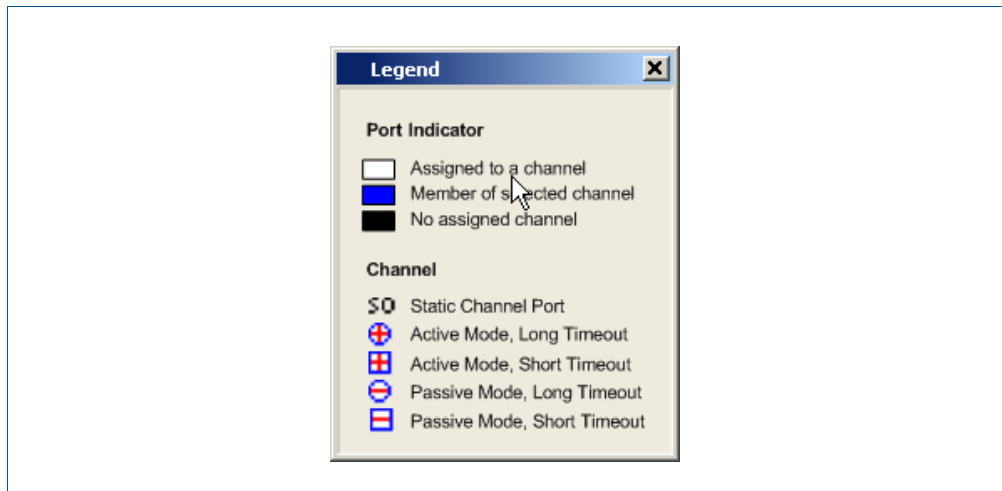 Legend
Port Indicator
Assigned to a channel
Member of selected channel
No assigned channel
Channel
SO Static Channel Port
Active Mode, Long Timeout
Active Mode, Short Timeout
Passive Mode, Long Timeout
Passive Mode, Short Timeout